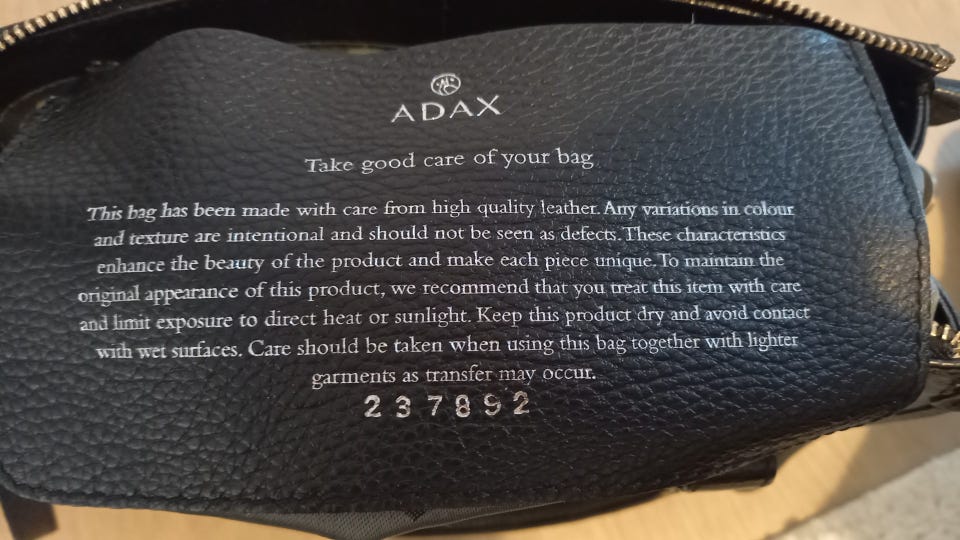 ADAX
Take good care of your bag
This bag has been made with care from high quality leather. Any variations in colour
and texture are intentional and should not be seen as defects. These characteristics
enhance the beauty of the product and make each piece unique. To maintain the
original appearance of this product, we recommend that you treat this item with care
and limit exposure to direct heat or sunlight. Keep this product dry and avoid contact
with wet surfaces. Care should be taken when using this bag together with lighter
garments as transfer may occur.
237892